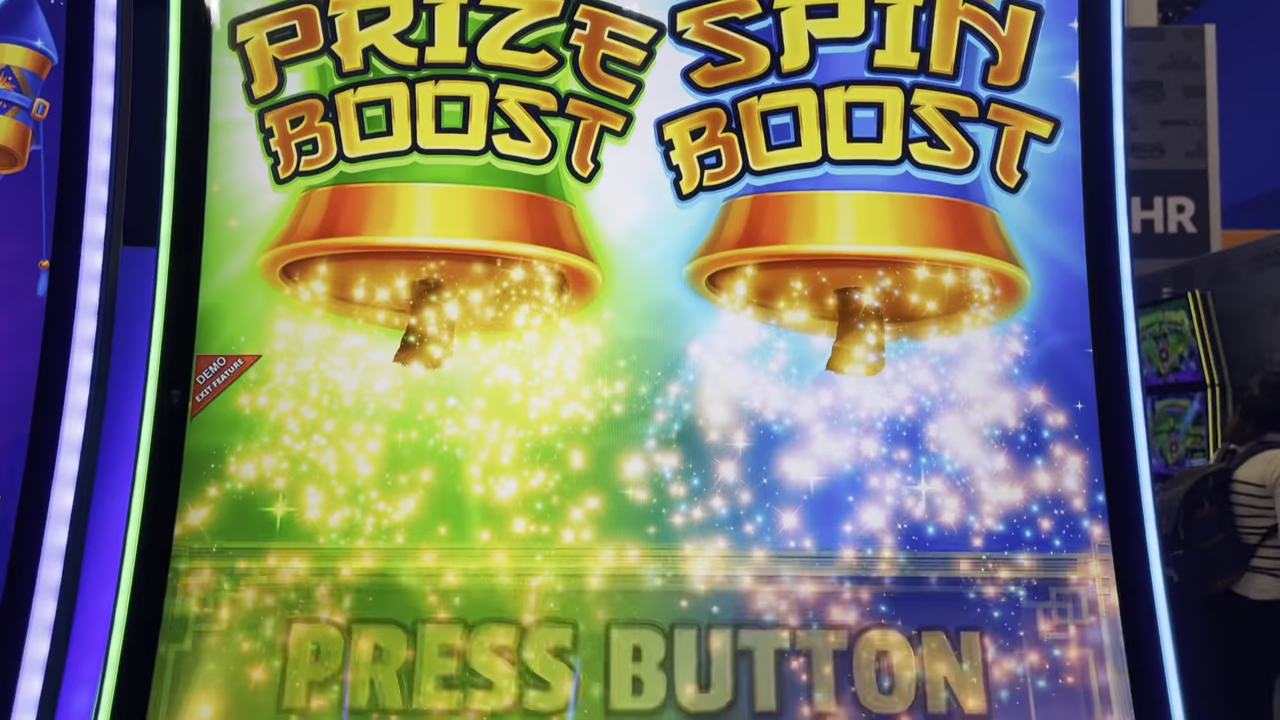 PRIZE
BOOST
SPIN
BOOST
HR
DEMO
EXIT FEATURE
PRESS BUTTON